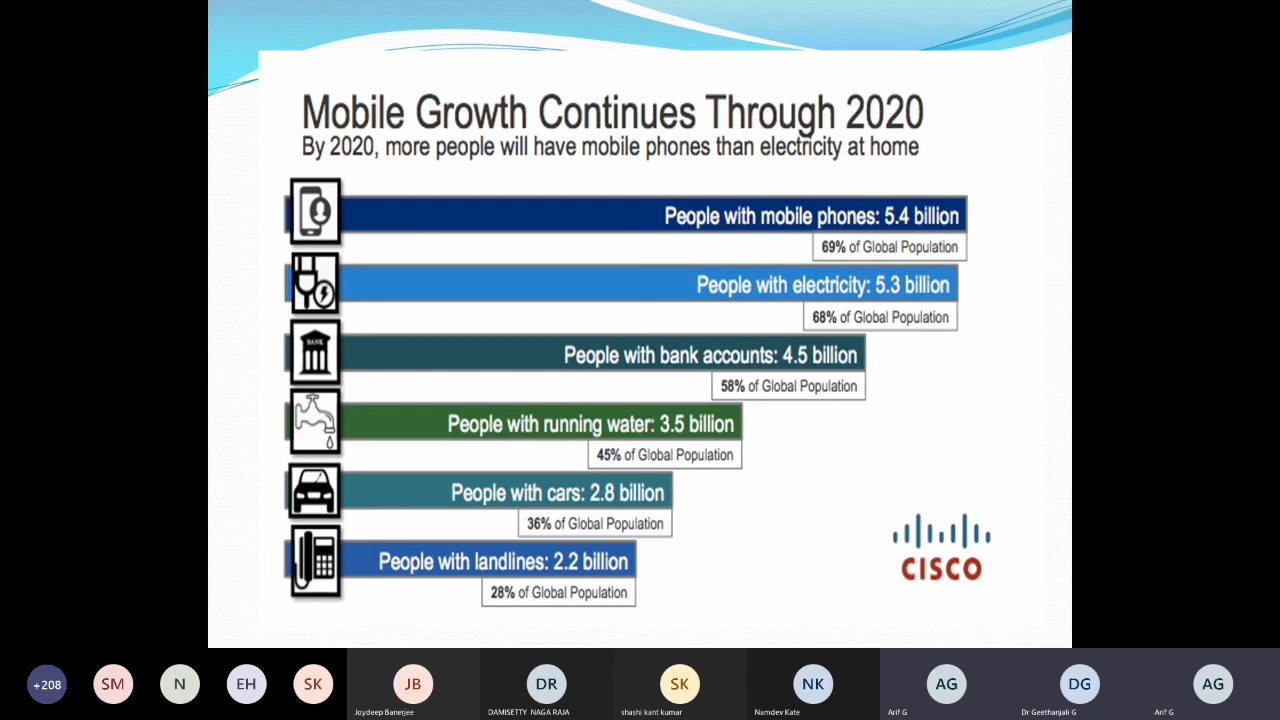 Mobile Growth Continues Through 2020
By 2020, more people will have mobile phones than electricity at home
People with mobile phones: 5.4 billion
69% of Global Population
People with electricity: 5.3 billion
68% of Global Population
BANK
People with bank accounts: 4.5 billion
58% of Global Population
People with running water: 3.5 billion
45% of Global Population
People with cars: 2.8 billion
36% of Global Population
People with landlines: 2.2 billion
28% of Global Population
CISCO
+208
SM
N
EH
SK
JB
DR
SK
NK
AG
DG
AG
Joydeep Banerjee
DAMISETTY NAGA RAJA
shashi kant kumar
Namdev Kate
Arif G
Dr Geethanjali G
Arif G